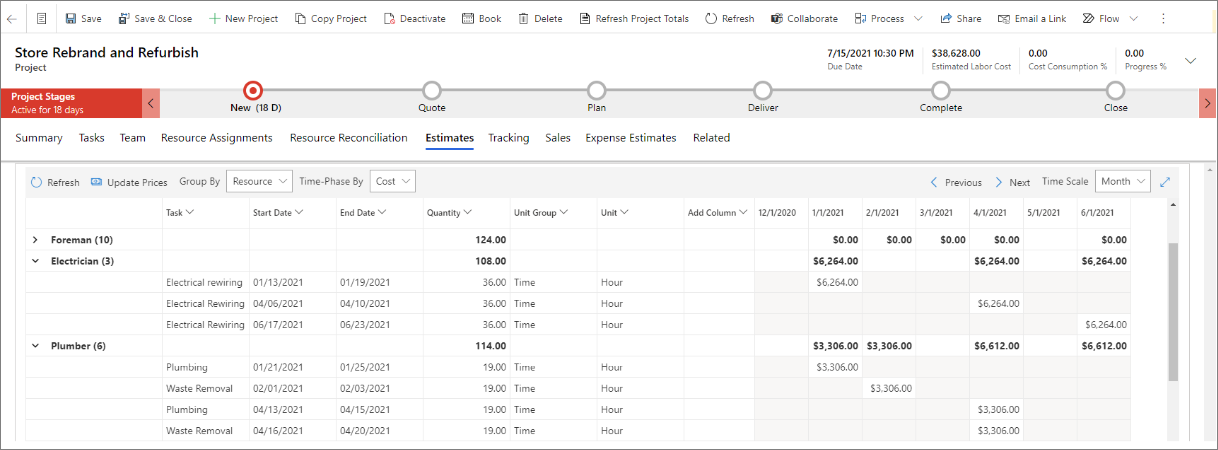 Save Save & Close New Project Copy Project Deactivate Book Delete Refresh Project Totals Refresh Collaborate Process Share Email a Link Flow
Store Rebrand and Refurbish
Project
7/15/2021 10:30 PM $38,628.00 0.00 0.00
Due Date Estimated Labor Cost Cost Consumption % Progress %
Project Stages
Active for 18 days
New (18 D) Quote Plan Deliver Complete Close
Summary Tasks Team Resource Assignments Resource Reconciliation Estimates Tracking Sales Expense Estimates Related
Refresh Update Prices Group By Resource Time-Phase By Cost Previous Next Time Scale Month
Task Start Date End Date Quantity Unit Group Unit Add Column 12/1/2020 1/1/2021 2/1/2021 3/1/2021 4/1/2021 5/1/2021 6/1/2021
Foreman (10) 124.00 $0.00 $0.00 $0.00 $0.00 $0.00
Electrician (3) 108.00 $6,264.00 $6,264.00 $6,264.00
Electrical rewiring 01/13/2021 01/19/2021 36.00 Time Hour $6,264.00
Electrical Rewiring 04/06/2021 04/10/2021 36.00 Time Hour $6,264.00
Electrical Rewiring 06/17/2021 06/23/2021 36.00 Time Hour $6,264.00
Plumber (6) 114.00 $3,306.00 $3,306.00 $6,612.00 $6,612.00
Plumbing 01/21/2021 01/25/2021 19.00 Time Hour $3,306.00
Waste Removal 02/01/2021 02/03/2021 19.00 Time Hour $3,306.00
Plumbing 04/13/2021 04/15/2021 19.00 Time Hour $3,306.00
Waste Removal 04/16/2021 04/20/2021 19.00 Time Hour $3,306.00